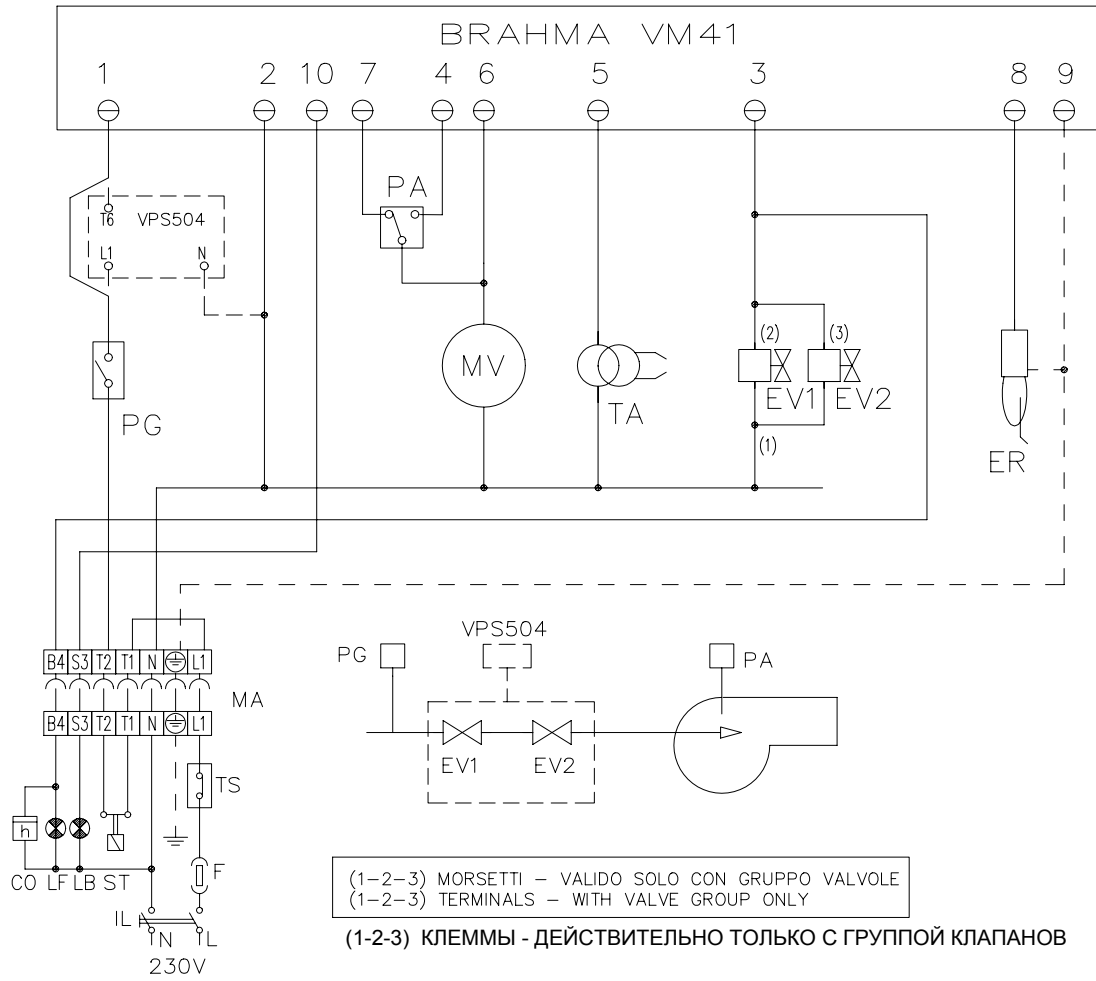 BRAHMA VM41
1 2 10 7 4 6 5 3 8 9
PA
T6 VPS504
L1 N
PG
MV
TA
(2) (3)
EV1 EV2
(1)
ER
B4 S3 T2 T1 N L1
MA
B4 S3 T2 T1 N L1
TS
h
F
CO LF LB ST
IL
N L
230V
VPS504
PG
PA
EV1 EV2
(1-2-3) MORSETTI - VALIDO SOLO CON GRUPPO VALVOLE
(1-2-3) TERMINALS - WITH VALVE GROUP ONLY
(1-2-3) КЛЕММЫ - ДЕЙСТВИТЕЛЬНО ТОЛЬКО С ГРУППОЙ КЛАПАНОВ